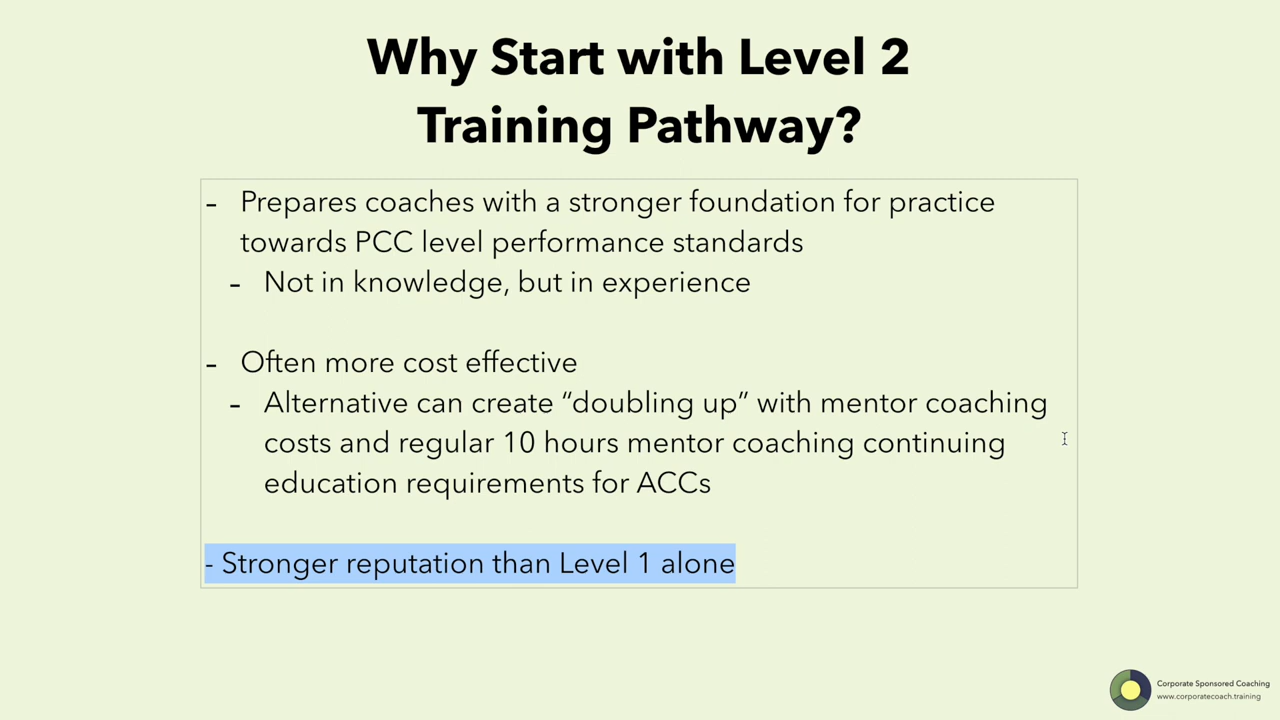 Why Start with Level 2
Training Pathway?
- Prepares coaches with a stronger foundation for practice
towards PCC level performance standards
- Not in knowledge, but in experience
- Often more cost effective
- Alternative can create “doubling up” with mentor coaching
costs and regular 10 hours mentor coaching continuing
education requirements for ACCs
- Stronger reputation than Level 1 alone
Corporate Sponsored Coaching
www.corporatecoach.training